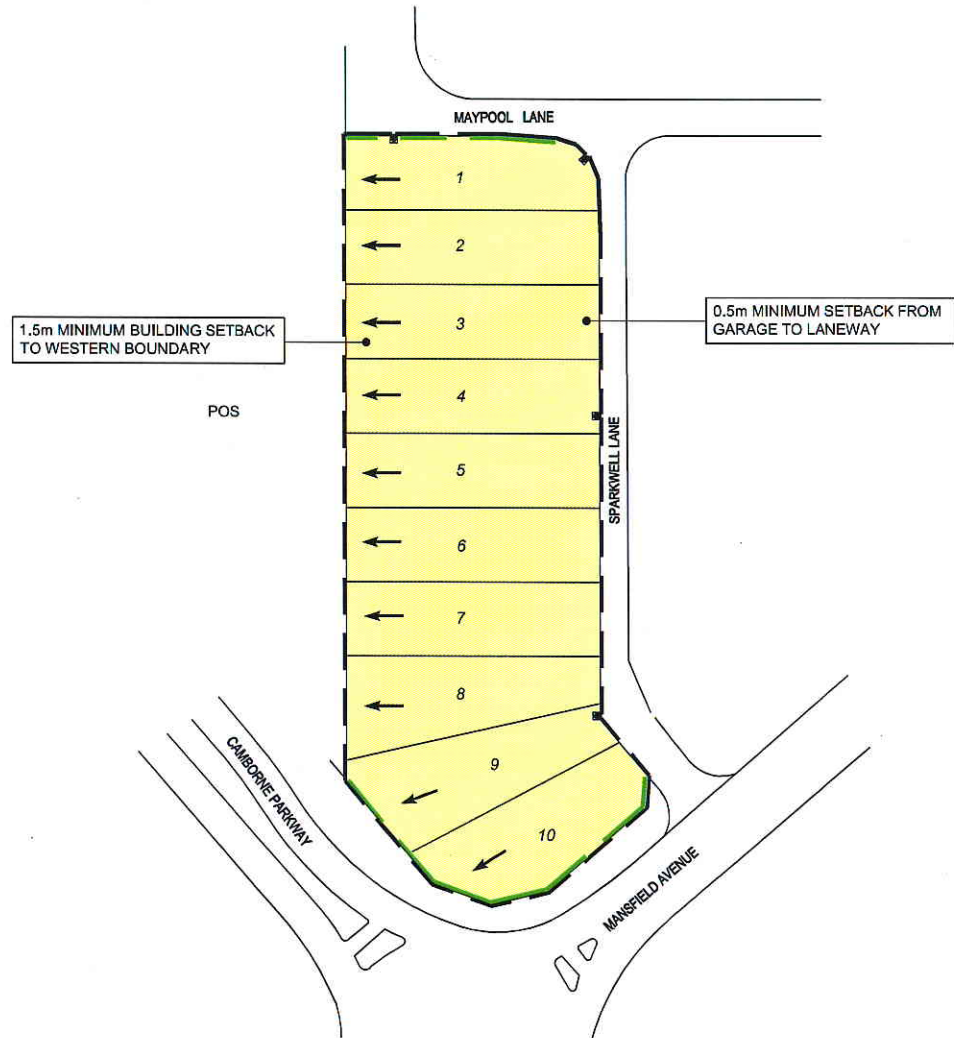 MAYPOOL LANE
1
2
1.5m MINIMUM BUILDING SETBACK
TO WESTERN BOUNDARY
3
0.5m MINIMUM SETBACK FROM
GARAGE TO LANEWAY
4
POS
5
SPARKWELL LANE
6
7
8
9
CAMBORNE PARKWAY
10
MANSFIELD AVENUE